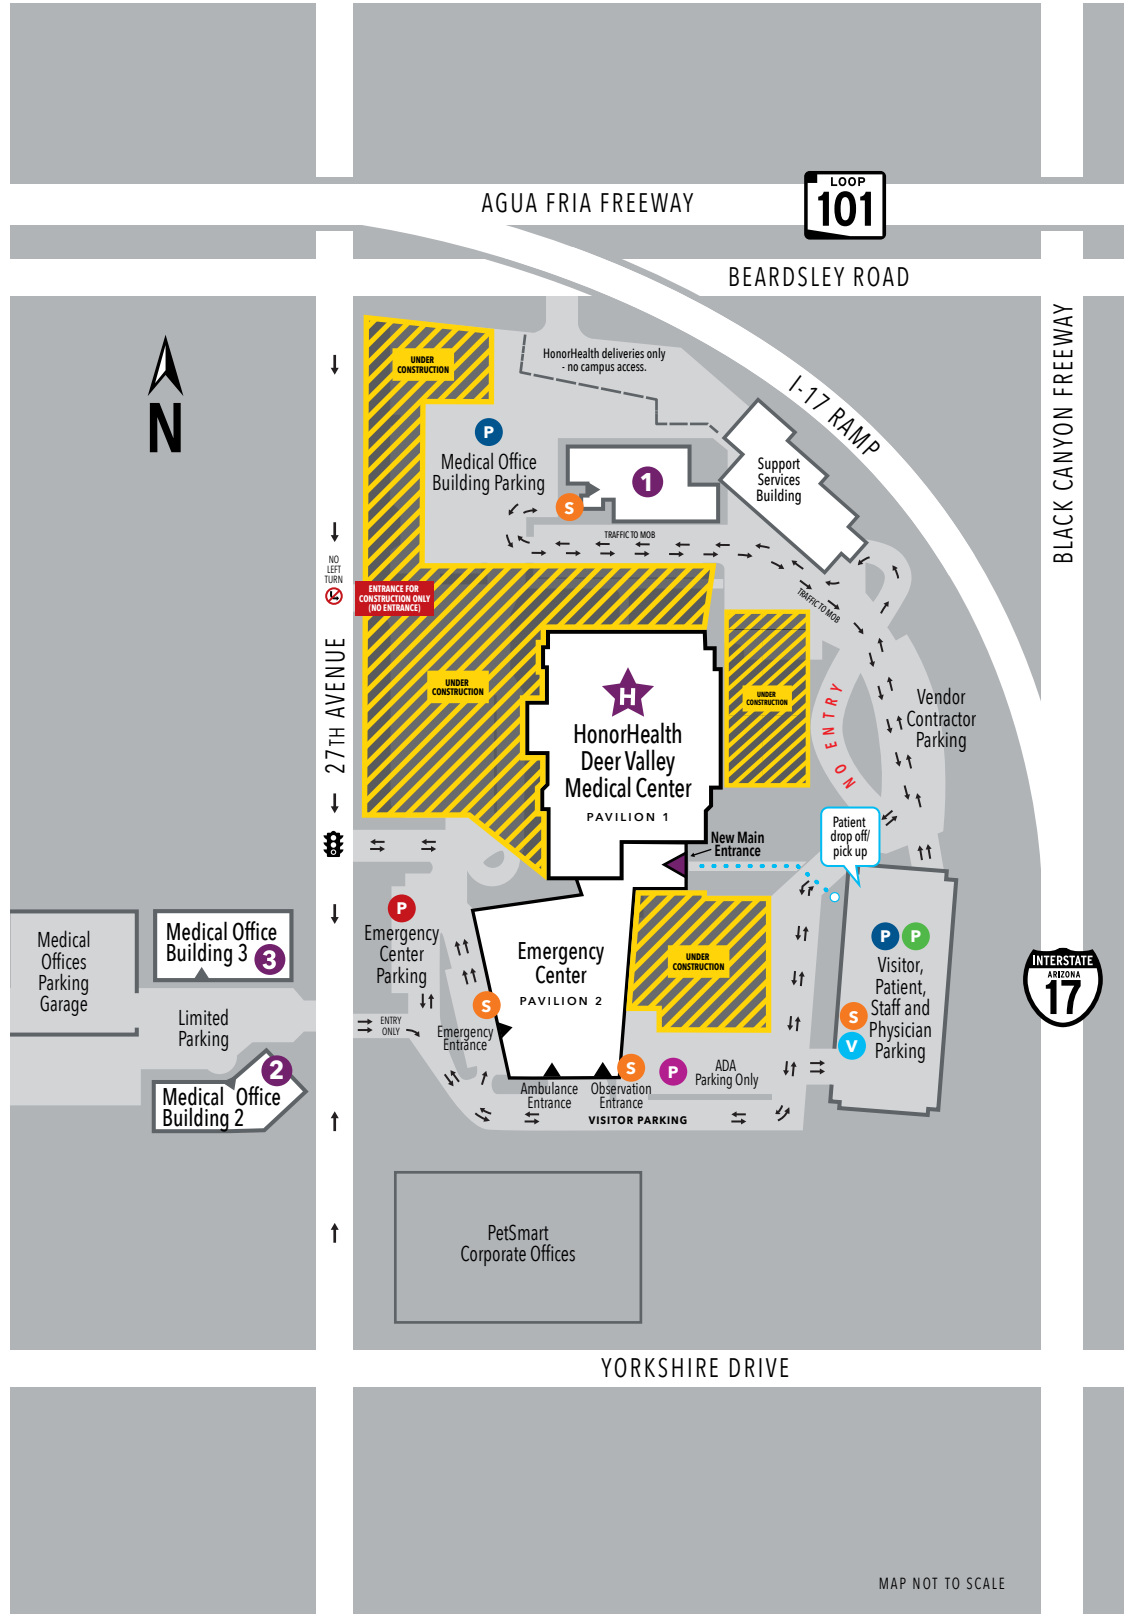 LOOP
101
AGUA FRIA FREEWAY
BEARDSLEY ROAD
BLACK CANYON FREEWAY
I-17 RAMP
N
UNDER
CONSTRUCTION
HonorHealth deliveries only
- no campus access.
P
Medical Office
Building Parking
1
S
Support
Services
Building
TRAFFIC TO MOB
TRAFFIC TO MOB
NO
LEFT
TURN
ENTRANCE FOR
CONSTRUCTION ONLY
(NO ENTRANCE)
27TH AVENUE
UNDER
CONSTRUCTION
H
HonorHealth
Deer Valley
Medical Center
PAVILION 1
UNDER
CONSTRUCTION
NO ENTRY
Vendor
Contractor
Parking
Patient
drop off/
pick up
New Main
Entrance
P
Emergency
Center
Parking
Medical
Offices
Parking
Garage
Medical Office
Building 3
3
Limited
Parking
2
Medical Office
Building 2
ENTRY
ONLY
S
Emergency
Entrance
Emergency
Center
PAVILION 2
UNDER
CONSTRUCTION
P P
Visitor,
Patient,
Staff and
Physician
Parking
S
V
INTERSTATE
ARIZONA
17
Ambulance
Entrance
Observation
Entrance
S
P
ADA
Parking Only
VISITOR PARKING
PetSmart
Corporate Offices
YORKSHIRE DRIVE
MAP NOT TO SCALE